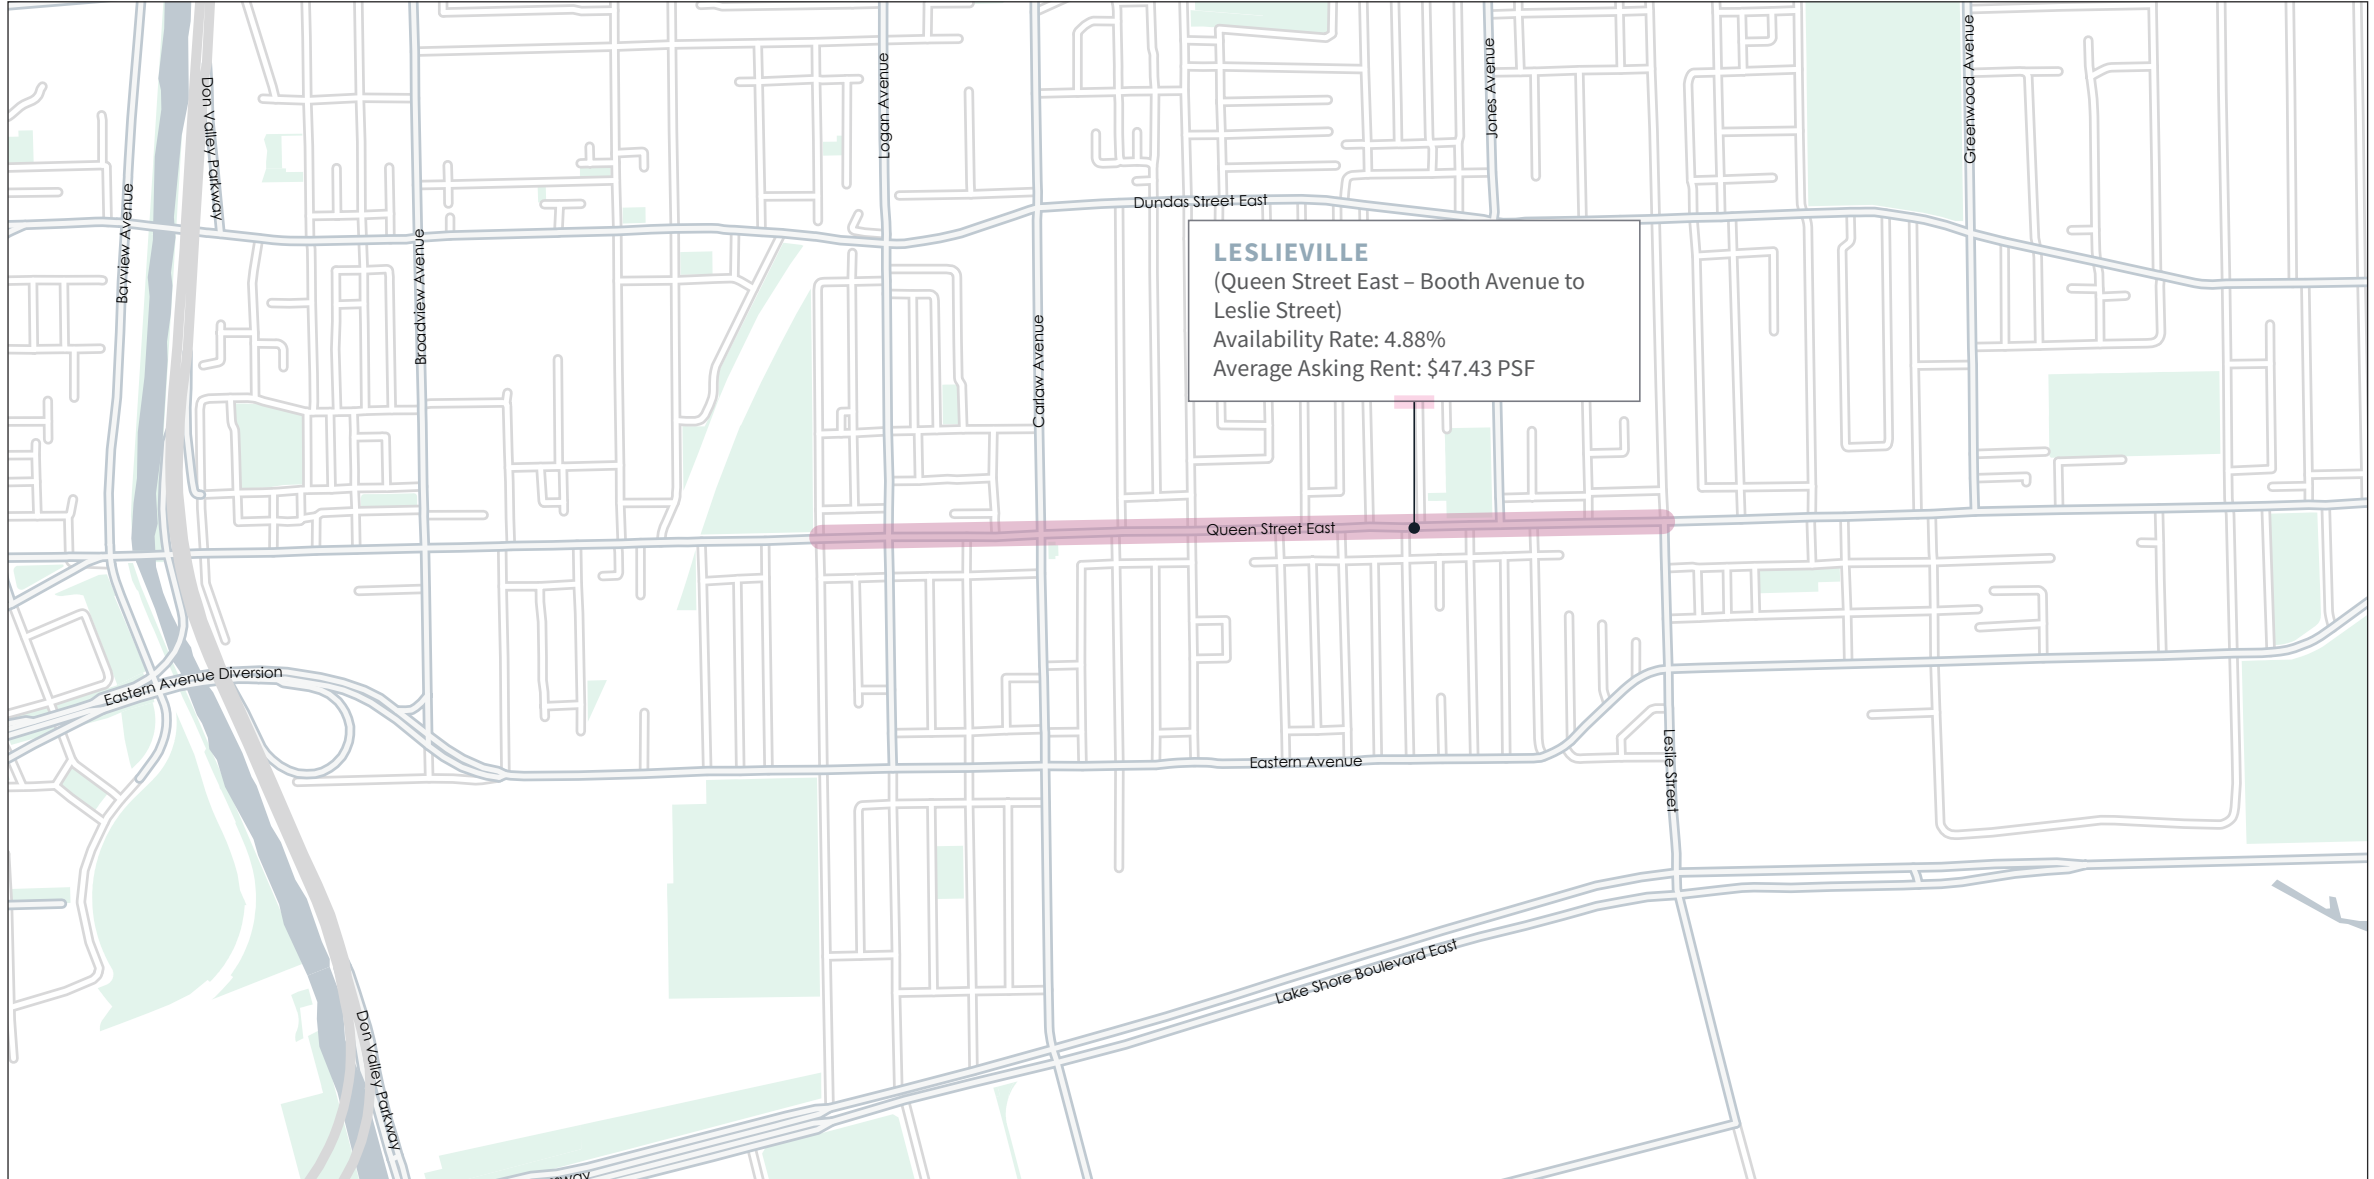 Don Valley Parkway
Logan Avenue
Jones Avenue
Greenwood Avenue
Bayview Avenue
Dundas Street East
Broadview Avenue
LESLIEVILLE
(Queen Street East – Booth Avenue to
Leslie Street)
Availability Rate: 4.88%
Average Asking Rent: $47.43 PSF
Carlaw Avenue
Queen Street East
Eastern Avenue Diversion
Eastern Avenue
Leslie Street
Lake Shore Boulevard East
Don Valley Parkway